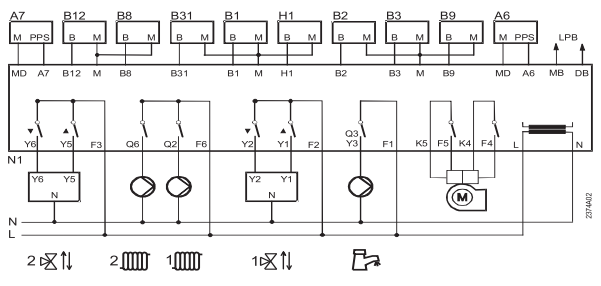 A7 B12 B8 B31 B1 H1 B2 B3 B9 A6
M PPS B M B M B M B M B M B M B M B M M PPS LPB
MD A7 B12 M B8 B31 B1 M H1 B2 B3 M B9 MD A6 MB DB
Q3
Y6 Y5 F3 Q6 Q2 F6 Y2 Y1 F2 Y3 F1 K5 F5 K4 F4 L N
N1
Y6 Y5 Y2 Y1
N N M
N
L
2 2 1 1
2374A02